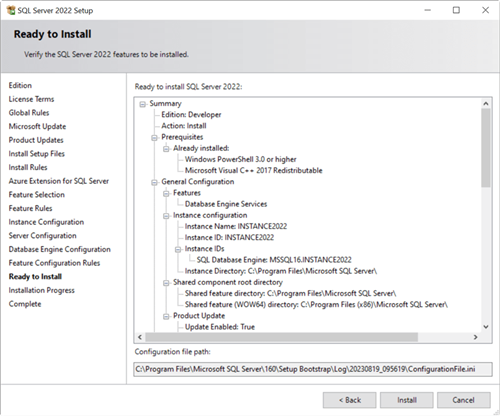 SQL Server 2022 Setup
Ready to Install
Verify the SQL Server 2022 features to be installed.
Edition
License Terms
Global Rules
Microsoft Update
Product Updates
Install Setup Files
Install Rules
Azure Extension for SQL Server
Feature Selection
Feature Rules
Instance Configuration
Server Configuration
Database Engine Configuration
Feature Configuration Rules
Ready to Install
Installation Progress
Complete
Ready to install SQL Server 2022:
Summary
Edition: Developer
Action: Install
Prerequisites
Already installed:
Windows PowerShell 3.0 or higher
Microsoft Visual C++ 2017 Redistributable
General Configuration
Features
Database Engine Services
Instance configuration
Instance Name: INSTANCE2022
Instance ID: INSTANCE2022
Instance IDs
SQL Database Engine: MSSQL16.INSTANCE2022
Instance Directory: C:\Program Files\Microsoft SQL Server\
Shared component root directory
Shared feature directory: C:\Program Files\Microsoft SQL Server\
Shared feature (WOW64) directory: C:\Program Files (x86)\Microsoft SQL Server\
Product Update
Update Enabled: True
Configuration file path:
C:\Program Files\Microsoft SQL Server\160\Setup Bootstrap\Log\20230819_095619\ConfigurationFile.ini
< Back
Install
Cancel